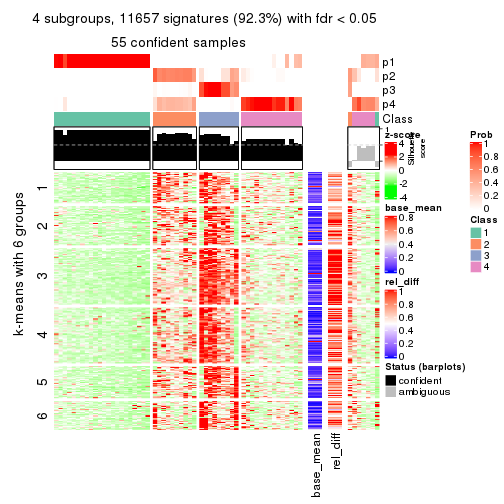 4 subgroups, 11657 signatures (92.3%) with fdr < 0.05
55 confident samples
p1
p2
p3
p4
Class
1
Silhouette
score
k-means with 6 groups
1
2
3
4
5
6
base_mean
rel_diff
z-score
4
2
0
-2
-4
base_mean
0.8
0.6
0.4
0.2
0
rel_diff
1
0.8
0.6
0.4
0.2
0
Status (barplots)
confident
ambiguous
Prob
1
0.8
0.6
0.4
0.2
0
Class
1
2
3
4